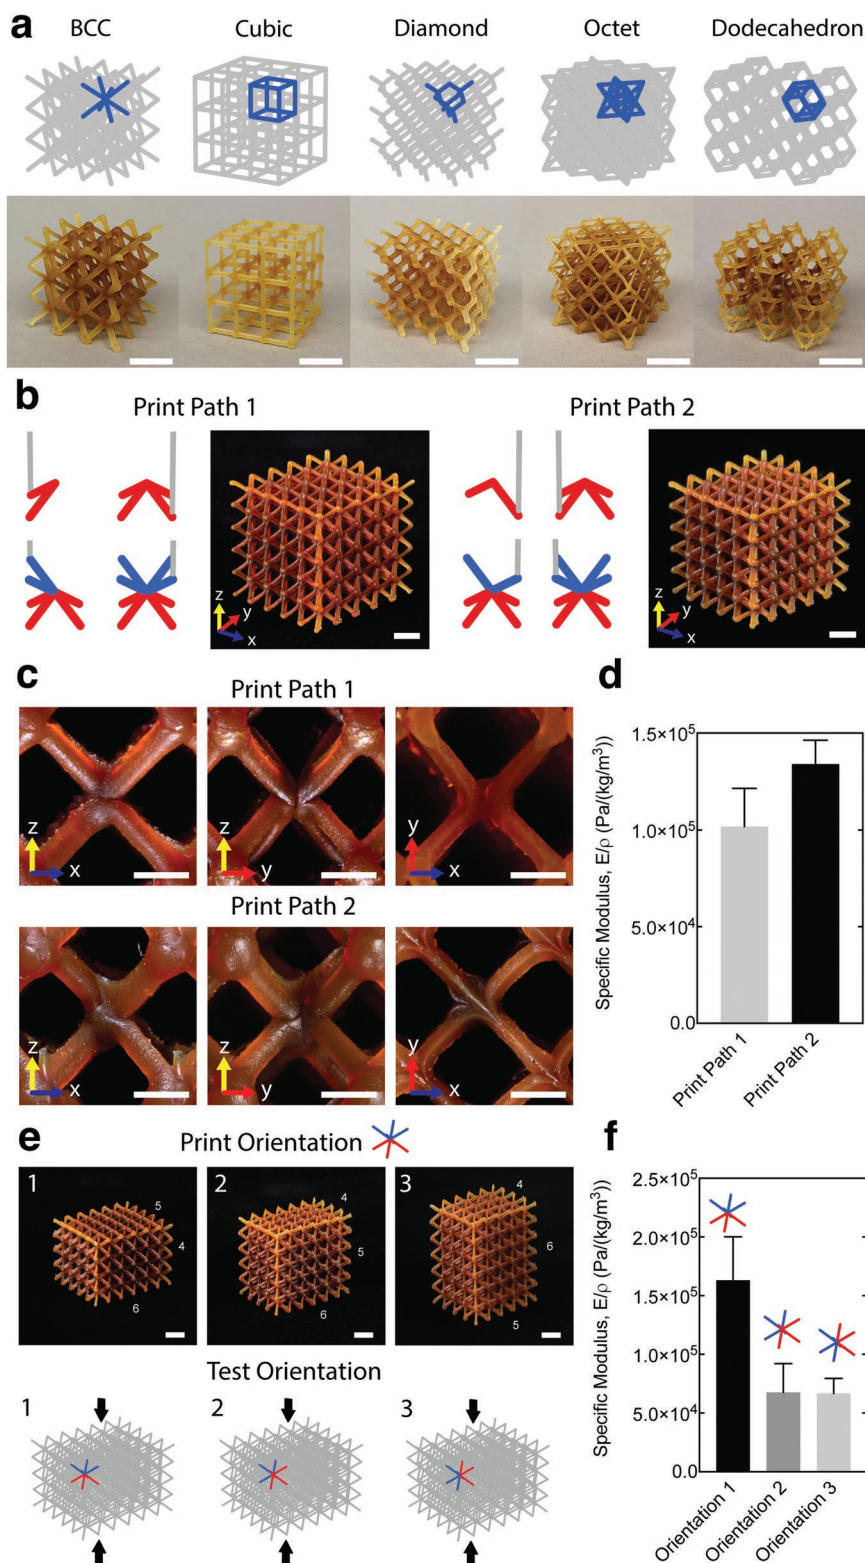 a
BCC Cubic Diamond Octet Dodecahedron
b
Print Path 1 Print Path 2
z y x
z y x
c
Print Path 1
z x
z y
y x
Print Path 2
z x
z y
y x
d
Specific Modulus, E/ρ (Pa/(kg/m³))
1.5×10⁵
1.0×10⁵
5.0×10⁴
0.0
Print Path 1
Print Path 2
e
Print Orientation
1 5 4 6
2 4 5 6
3 4 6 5
Test Orientation
1 2 3
f
Specific Modulus, E/ρ (Pa/(kg/m³))
2.5×10⁵
2.0×10⁵
1.5×10⁵
1.0×10⁵
5.0×10⁴
0.0
Orientation 1
Orientation 2
Orientation 3